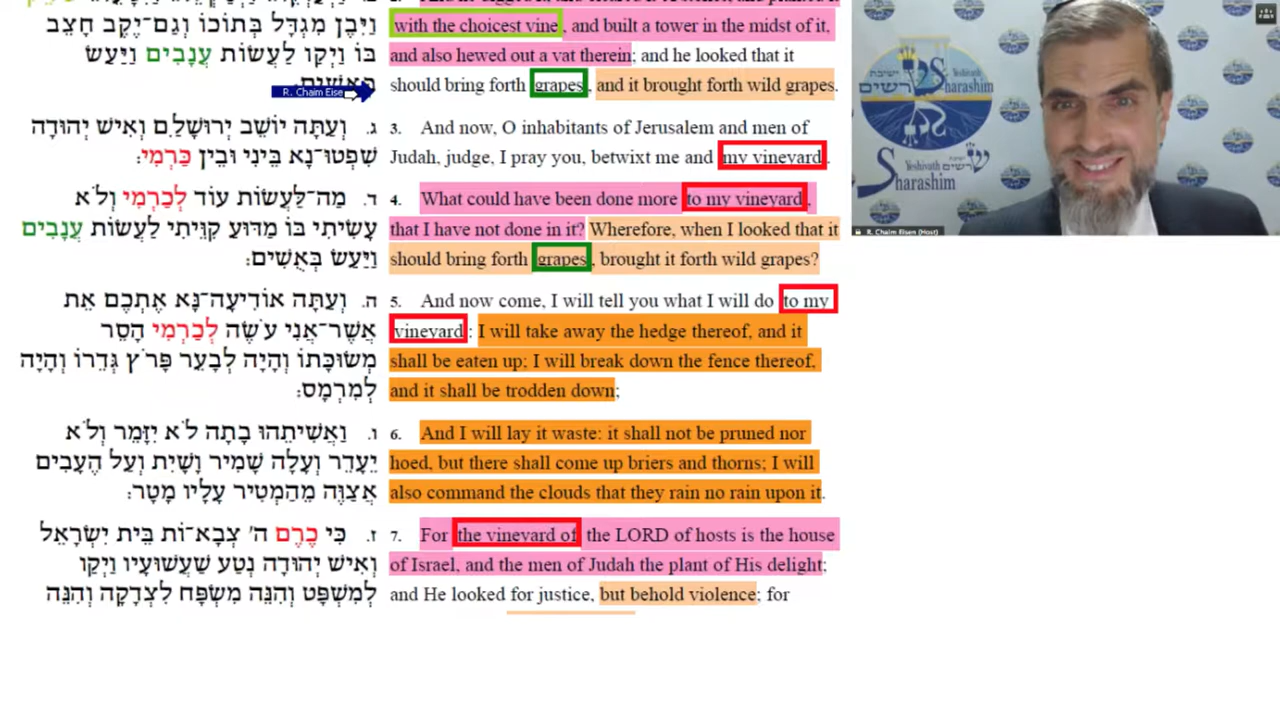 with the choicest vine, and built a tower in the midst of it,
and also hewed out a vat therein; and he looked that it
should bring forth grapes, and it brought forth wild grapes.
3. And now, O inhabitants of Jerusalem and men of
Judah, judge, I pray you, betwixt me and my vineyard.
4. What could have been done more to my vineyard,
that I have not done in it? Wherefore, when I looked that it
should bring forth grapes, brought it forth wild grapes?
5. And now come, I will tell you what I will do to my
vineyard: I will take away the hedge thereof, and it
shall be eaten up; I will break down the fence thereof,
and it shall be trodden down;
6. And I will lay it waste: it shall not be pruned nor
hoed, but there shall come up briers and thorns; I will
also command the clouds that they rain no rain upon it.
7. For the vineyard of the LORD of hosts is the house
of Israel, and the men of Judah the plant of His delight;
and He looked for justice, but behold violence; for
וַיִּבֶן מִגְדָּל בְּתוֹכוֹ וְגַם־יֶקֶב חָצֵב
בּוֹ וַיְקַו לַעֲשׂוֹת עֲנָבִים וַיַּעַשׂ
R. Chaim Eise
ג. וְעַתָּה יוֹשֵׁב יְרוּשָׁלִַם וְאִישׁ יְהוּדָה
שִׁפְטוּ־נָא בֵּינִי וּבֵין כַּרְמִי:
ד. מַה־לַּעֲשׂוֹת עוֹד לְכַרְמִי וְלֹא
עָשִׂיתִי בּוֹ מַדּוּעַ קִוֵּיתִי לַעֲשׂוֹת עֲנָבִים
וַיַּעַשׂ בְּאֻשִׁים:
ה. וְעַתָּה אוֹדִיעָה־נָּא אֶתְכֶם אֵת
אֲשֶׁר־אֲנִי עֹשֶׂה לְכַרְמִי הָסֵר
מְשׂוּכָּתוֹ וְהָיָה לְבָעֵר פָּרֹץ גְּדֵרוֹ וְהָיָה
לְמִרְמָס:
ו. וַאֲשִׁיתֵהוּ בָתָה לֹא יִזָּמֵר וְלֹא
יֵעָדֵר וְעָלָה שָׁמִיר וָשָׁיִת וְעַל הֶעָבִים
אֲצַוֶּה מֵהַמְטִיר עָלָיו מָטָר:
ז. כִּי כֶרֶם ה' צְבָא־וֹת בֵּית יִשְׂרָאֵל
וְאִישׁ יְהוּדָה נְטַע שַׁעֲשׁוּעָיו וַיְקַו
לְמִשְׁפָּט וְהִנֵּה מִשְׂפָּח לִצְדָקָה וְהִנֵּה
ישיבת
שרשים
Yeshivath
Sharashim
Yeshivath
Sharashim
R. Chaim Eisen (Host)